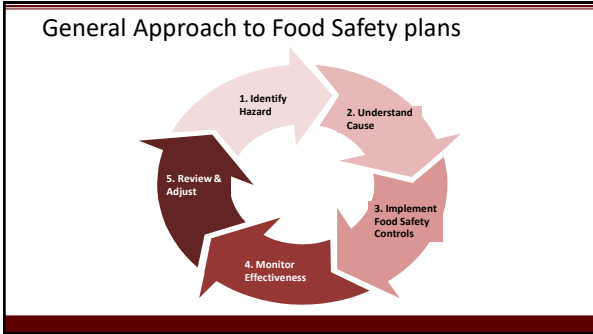 General Approach to Food Safety plans
1. Identify
Hazard
2. Understand
Cause
3. Implement
Food Safety
Controls
4. Monitor
Effectiveness
5. Review &
Adjust